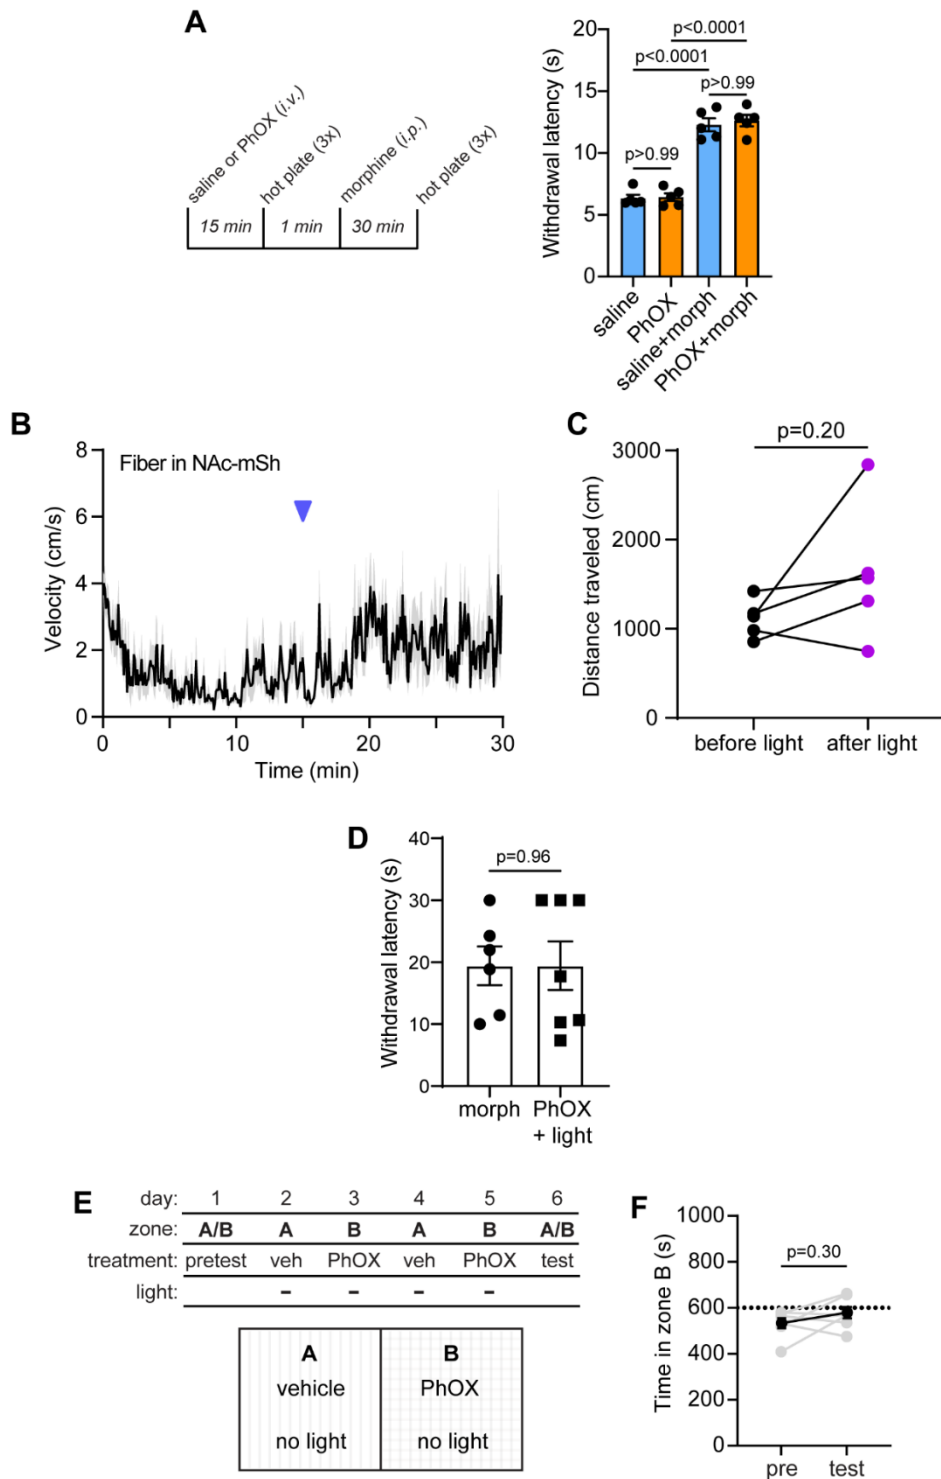 A
saline or PhOX (i.v.)
hot plate (3x)
morphine (i.p.)
hot plate (3x)
15 min
1 min
30 min
Withdrawal latency (s)
20
15
10
5
0
p<0.0001
p<0.0001
p>0.99
p>0.99
saline
PhOX
saline+morph
PhOX+morph
B
Fiber in NAc-mSh
Velocity (cm/s)
8
6
4
2
0
0
10
20
30
Time (min)
C
p=0.20
Distance traveled (cm)
3000
2000
1000
0
before light
after light
D
p=0.96
Withdrawal latency (s)
40
30
20
10
0
morph
PhOX
+ light
E
day: 1 2 3 4 5 6
zone: A/B A B A B A/B
treatment: pretest veh PhOX veh PhOX test
light: – – – –
A
vehicle
no light
B
PhOX
no light
F
p=0.30
Time in zone B (s)
1000
800
600
400
200
0
pre
test